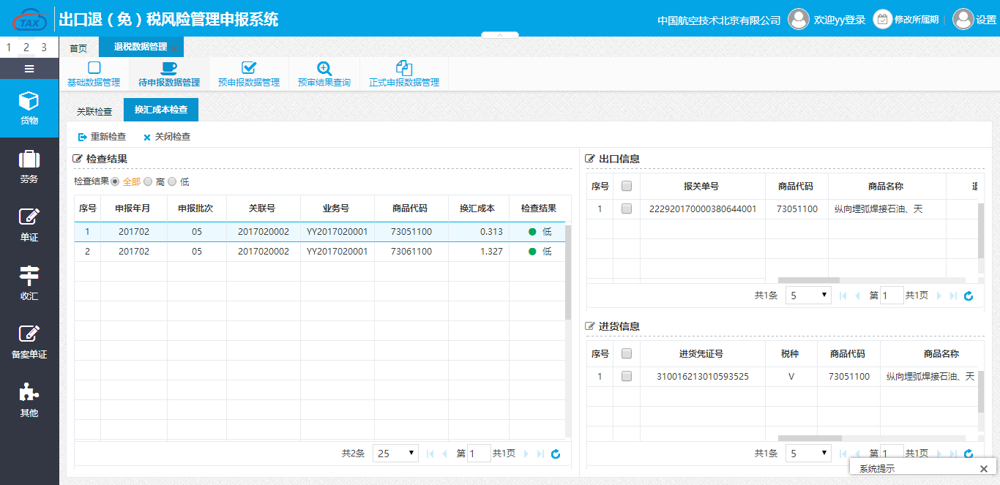 TAX 出口退（免）税风险管理申报系统 中国航空技术北京有限公司 欢迎yy登录 修改所属期 设置
1 2 3 首页 退税数据管理
基础数据管理 待申报数据管理 预申报数据管理 预审结果查询 正式申报数据管理
货物
劳务
单证
收汇
备案单证
其他
关联检查 换汇成本检查
重新检查 关闭检查
检查结果
检查结果 全部 高 低
序号 申报年月 申报批次 关联号 业务号 商品代码 换汇成本 检查结果
1 201702 05 2017020002 YY2017020001 73051100 0.313 低
2 201702 05 2017020002 YY2017020001 73061100 1.327 低
共2条 25 第 1 共1页
出口信息
序号 报关单号 商品代码 商品名称
1 222920170000380644001 73051100 纵向埋弧焊接石油、天
共1条 5 第 1 共1页
进货信息
序号 进货凭证号 税种 商品代码 商品名称
1 310016213010593525 V 73051100 纵向埋弧焊接石油、天
共1条 5 第 1 共1页
系统提示